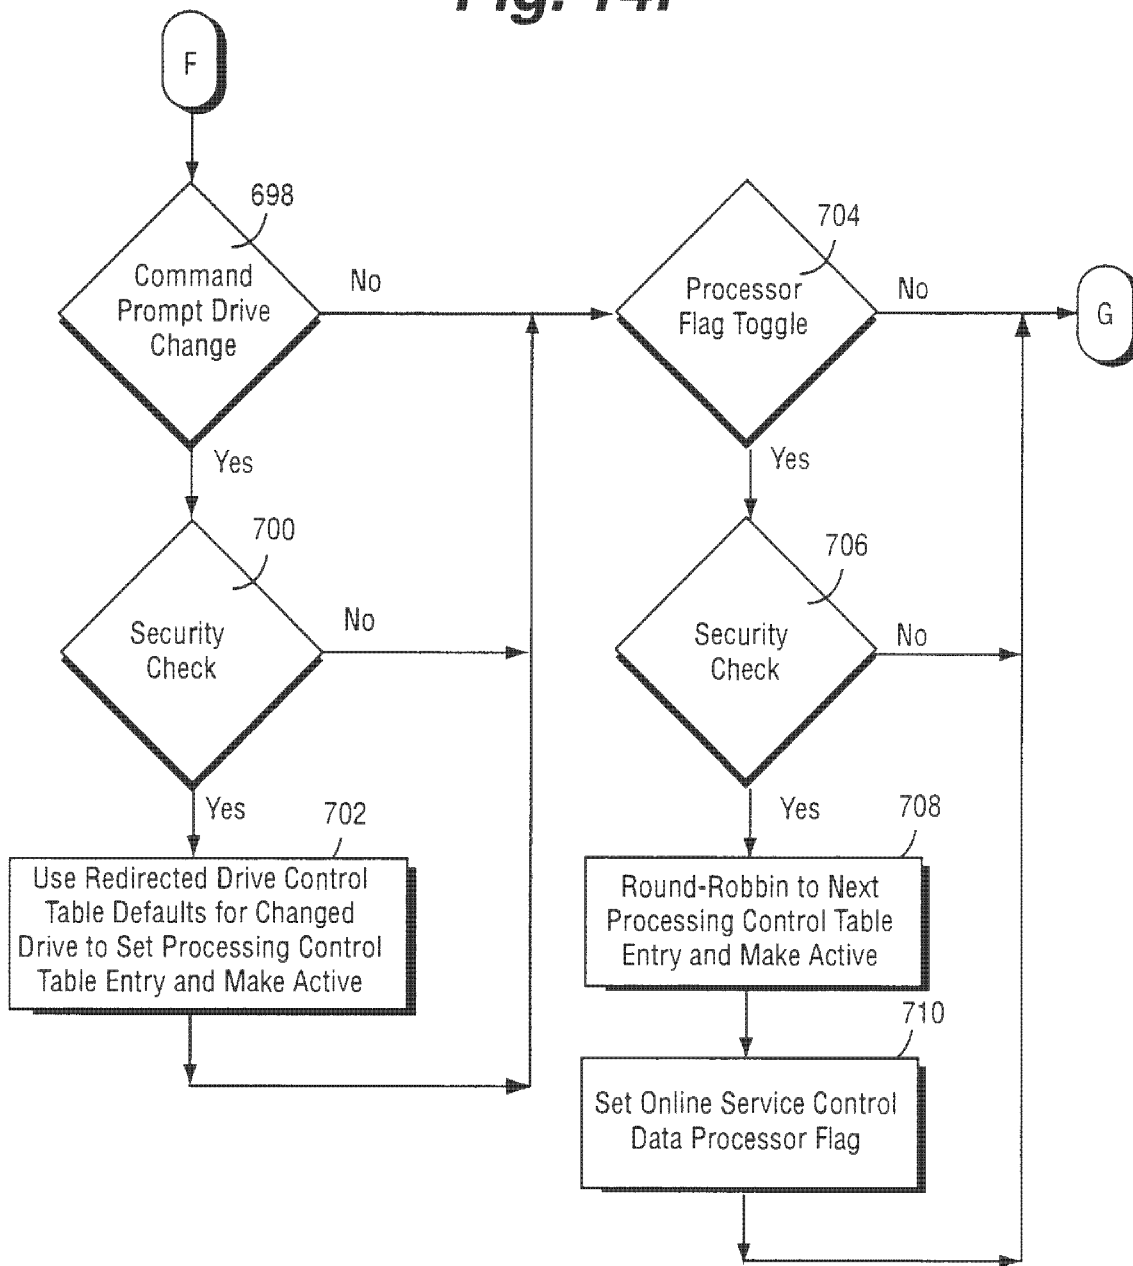 F
698
Command
Prompt Drive
Change
No
Yes
700
Security
Check
No
Yes
702
Use Redirected Drive Control
Table Defaults for Changed
Drive to Set Processing Control
Table Entry and Make Active
704
Processor
Flag Toggle
No
G
Yes
706
Security
Check
No
Yes
708
Round-Robbin to Next
Processing Control Table
Entry and Make Active
710
Set Online Service Control
Data Processor Flag